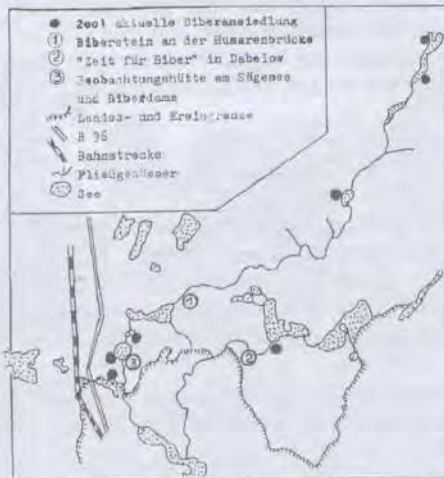 2001 aktuelle Biberansiedlung
1 Biberstein an der Husarenbrücke
2 "Zeit für Biber" in Dabelow
3 Beobachtungshütte am Sägesee
und Biberdamm
Landes- und Kreisgrenze
B 96
Bahnstrecke
Fließgewässer
See
1
3
2